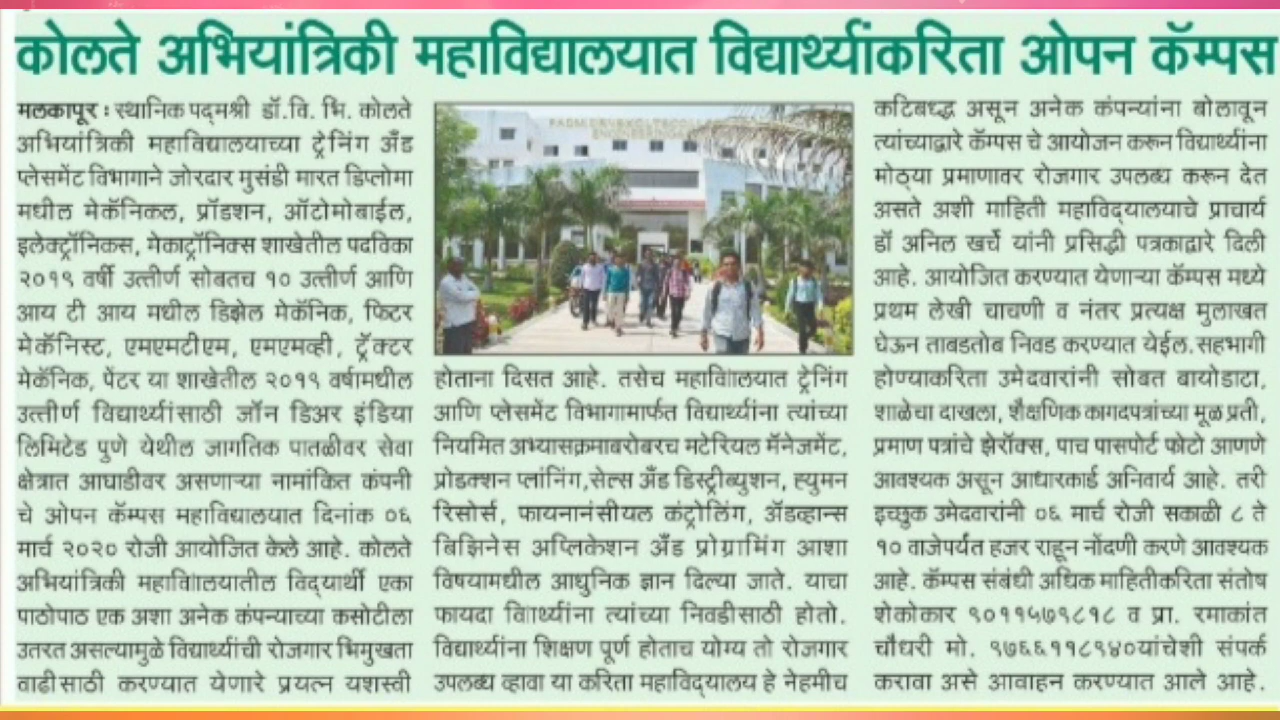 कोलते अभियांत्रिकी महाविद्यालयात विद्यार्थ्यांकरिता ओपन कॅम्पस
मलकापूर : स्थानिक पद्मश्री डॉ.वि. भि. कोलते
अभियांत्रिकी महाविद्यालयाच्या ट्रेनिंग अँड
प्लेसमेंट विभागाने जोरदार मुसंडी मारत डिप्लोमा
मधील मेकॅनिकल, प्रॉडशन, ऑटोमोबाईल,
इलेक्ट्रॉनिकस, मेकाट्रॉनिक्स शाखेतील पदविका
२०१९ वर्षी उत्तीर्ण सोबतच १० उत्तीर्ण आणि
आय टी आय मधील डिझेल मेकॅनिक, फिटर
मेकॅनिस्ट, एमएमटीएम, एमएमव्ही, ट्रॅक्टर
मेकॅनिक, पेंटर या शाखेतील २०१९ वर्षामधील
उत्तीर्ण विद्यार्थ्यांसाठी जॉन डिअर इंडिया
लिमिटेड पुणे येथील जागतिक पातळीवर सेवा
क्षेत्रात आघाडीवर असणाऱ्या नामांकित कंपनी
चे ओपन कॅम्पस महाविद्यालयात दिनांक ०६
मार्च २०२० रोजी आयोजित केले आहे. कोलते
अभियांत्रिकी महाविालयातील विद्यार्थी एका
पाठोपाठ एक अशा अनेक कंपन्याच्या कसोटीला
उतरत असल्यामुळे विद्यार्थ्यांची रोजगार भिमुखता
वाढीसाठी करण्यात येणारे प्रयत्न यशस्वी
PADM.DR.V.B.KOLTE COLLEGE
ENGINEERING
होताना दिसत आहे. तसेच महाविालयात ट्रेनिंग
आणि प्लेसमेंट विभागामार्फत विद्यार्थ्यांना त्यांच्या
नियमित अभ्यासक्रमाबरोबरच मटेरियल मॅनेजमेंट,
प्रोडक्शन प्लांनिंग,सेल्स अँड डिस्ट्रीब्युशन, ह्युमन
रिसोर्स, फायनानंसीयल कंट्रोलिंग, ॲडव्हान्स
बिझिनेस अप्लिकेशन अँड प्रोग्रामिंग आशा
विषयामधील आधुनिक ज्ञान दिल्या जाते. याचा
फायदा विार्थ्यांना त्यांच्या निवडीसाठी होतो.
विद्यार्थ्यांना शिक्षण पूर्ण होताच योग्य तो रोजगार
उपलब्ध व्हावा या करिता महाविद्यालय हे नेहमीच
कटिबध्द असून अनेक कंपन्यांना बोलावून
त्यांच्याद्वारे कॅम्पस चे आयोजन करून विद्यार्थ्यांना
मोठ्या प्रमाणावर रोजगार उपलब्ध करून देत
असते अशी माहिती महाविद्यालयाचे प्राचार्य
डॉ अनिल खर्चे यांनी प्रसिद्धी पत्रकाद्वारे दिली
आहे. आयोजित करण्यात येणाऱ्या कॅम्पस मध्ये
प्रथम लेखी चाचणी व नंतर प्रत्यक्ष मुलाखत
घेऊन ताबडतोब निवड करण्यात येईल.सहभागी
होण्याकरिता उमेदवारांनी सोबत बायोडाटा,
शाळेचा दाखला, शैक्षणिक कागदपत्रांच्या मूळ प्रती,
प्रमाण पत्रांचे झेरॉक्स, पाच पासपोर्ट फोटो आणणे
आवश्यक असून आधारकार्ड अनिवार्य आहे. तरी
इच्छुक उमेदवारांनी ०६ मार्च रोजी सकाळी ८ ते
१० वाजेपर्यंत हजर राहून नोंदणी करणे आवश्यक
आहे. कॅम्पस संबंधी अधिक माहितीकरिता संतोष
शेकोकार ९०११५७९८१८ व प्रा. रमाकांत
चौधरी मो. ९७६६११८९४०यांचेशी संपर्क
करावा असे आवाहन करण्यात आले आहे.